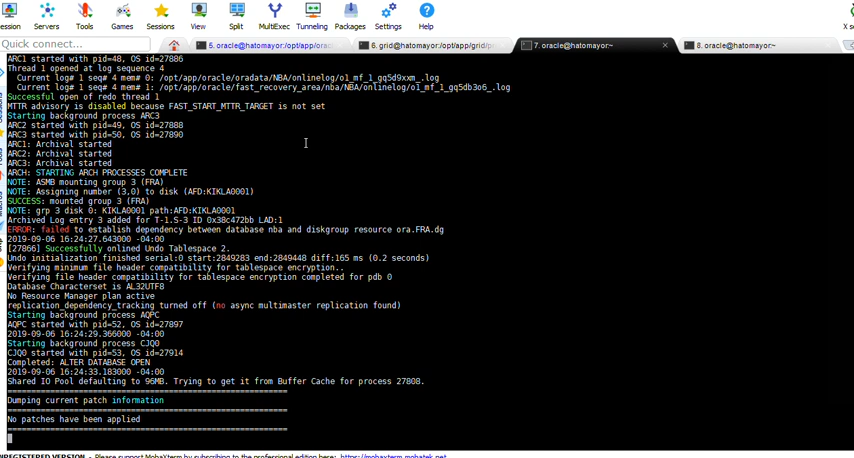 ession
Servers
Tools
Games
Sessions
View
Split
MultiExec
Tunneling
Packages
Settings
Help
X se
Quick connect...
5. oracle@hatomayor:/opt/app/orac
6. grid@hatomayor:/opt/app/grid/pr
7. oracle@hatomayor:~
8. oracle@hatomayor:~
ARC1 started with pid=48, OS id=27886
Thread 1 opened at log sequence 4
Current log# 1 seq# 4 mem# 0: /opt/app/oracle/oradata/NBA/onlinelog/o1_mf_1_gq5d9xxm_.log
Current log# 1 seq# 4 mem# 1: /opt/app/oracle/fast_recovery_area/nba/NBA/onlinelog/o1_mf_1_gq5db3o6_.log
Successful open of redo thread 1
MTTR advisory is disabled because FAST_START_MTTR_TARGET is not set
Starting background process ARC3
ARC2 started with pid=49, OS id=27888
ARC3 started with pid=50, OS id=27890
ARC1: Archival started
ARC2: Archival started
ARC3: Archival started
ARCH: STARTING ARCH PROCESSES COMPLETE
NOTE: ASMB mounting group 3 (FRA)
NOTE: Assigning number (3,0) to disk (AFD:KIKLA0001)
SUCCESS: mounted group 3 (FRA)
NOTE: grp 3 disk 0: KIKLA0001 path:AFD:KIKLA0001
Archived Log entry 3 added for T-1.S-3 ID 0x38c472bb LAD:1
ERROR: failed to establish dependency between database nba and diskgroup resource ora.FRA.dg
2019-09-06 16:24:27.643000 -04:00
[27866] Successfully onlined Undo Tablespace 2.
Undo initialization finished serial:0 start:2849283 end:2849448 diff:165 ms (0.2 seconds)
Verifying minimum file header compatibility for tablespace encryption..
Verifying file header compatibility for tablespace encryption completed for pdb 0
Database Characterset is AL32UTF8
No Resource Manager plan active
replication_dependency_tracking turned off (no async multimaster replication found)
Starting background process AQPC
AQPC started with pid=52, OS id=27897
2019-09-06 16:24:29.366000 -04:00
Starting background process CJQ0
CJQ0 started with pid=53, OS id=27914
Completed: ALTER DATABASE OPEN
2019-09-06 16:24:33.183000 -04:00
Shared IO Pool defaulting to 96MB. Trying to get it from Buffer Cache for process 27808.
===========================================================
Dumping current patch information
===========================================================
No patches have been applied
===========================================================
NREGISTERED VERSION - Please support MobaXterm by subscribing to the professional edition here: https://mobaxterm.mobatek.net